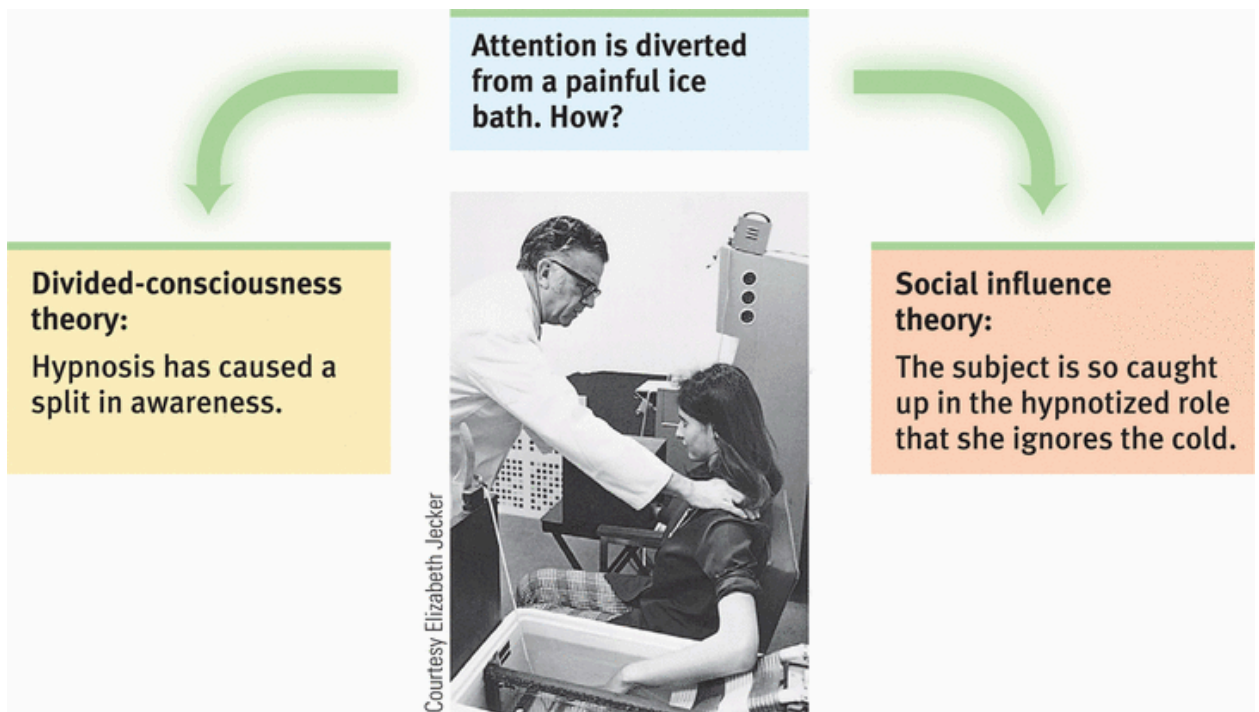 Attention is diverted
from a painful ice
bath. How?
Divided-consciousness
theory:
Hypnosis has caused a
split in awareness.
Social influence
theory:
The subject is so caught
up in the hypnotized role
that she ignores the cold.
Courtesy Elizabeth Jecker